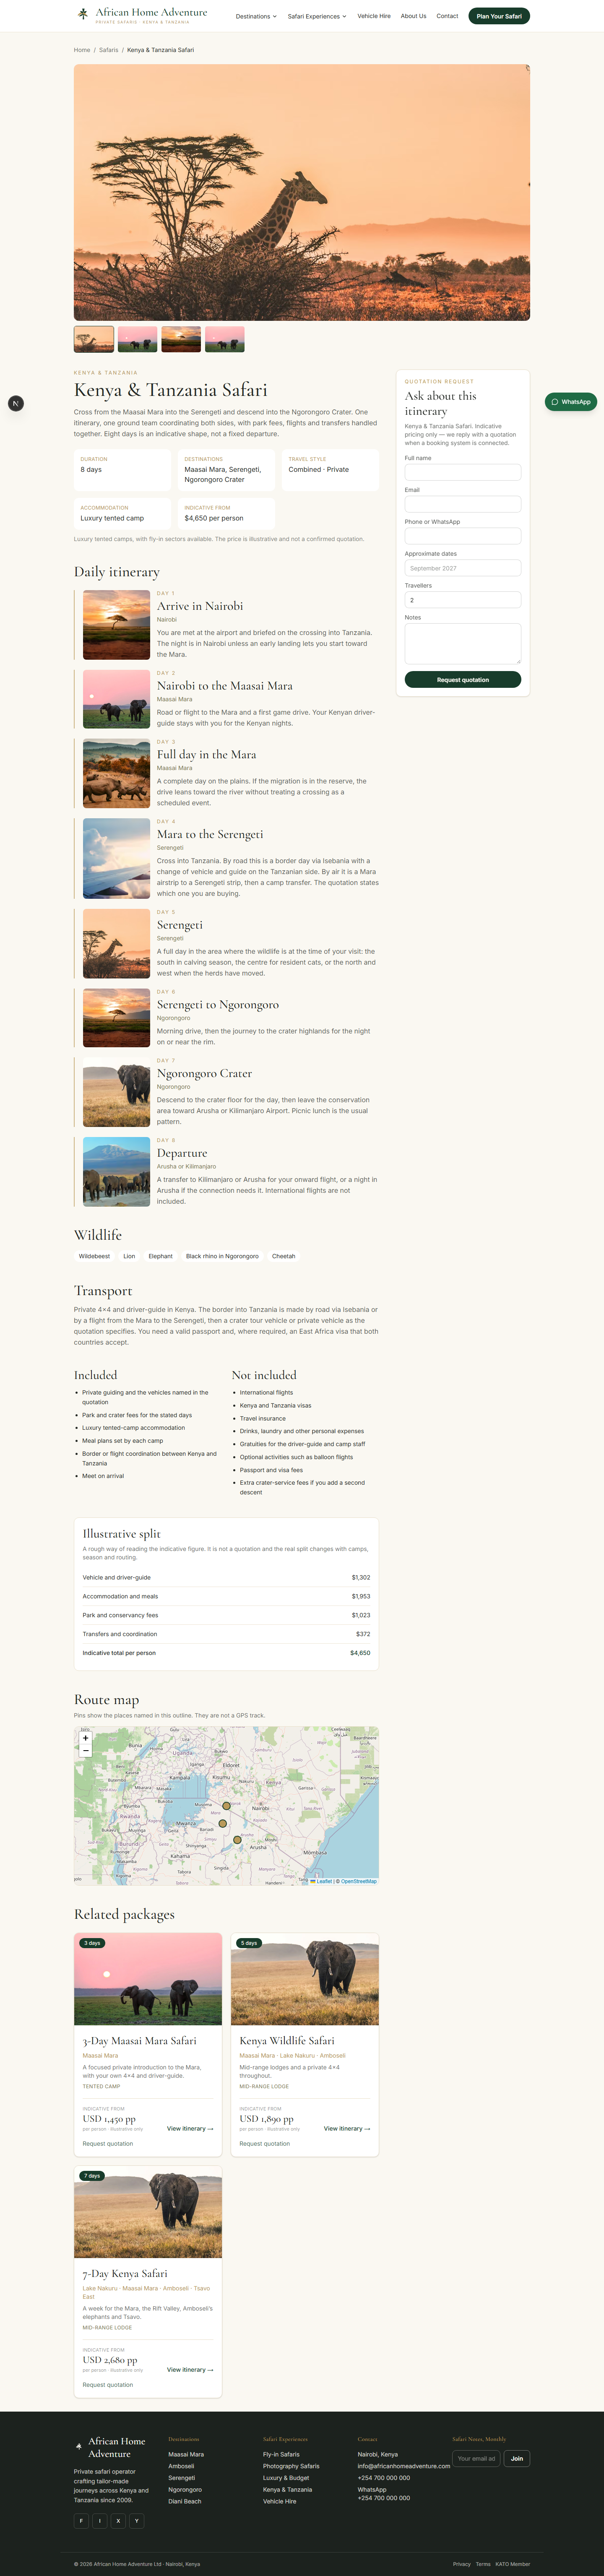 African Home Adventure
PRIVATE SAFARIS · KENYA & TANZANIA
Destinations
Safari Experiences
Vehicle Hire
About Us
Contact
Plan Your Safari
Home / Safaris / Kenya & Tanzania Safari
KENYA & TANZANIA
Kenya & Tanzania Safari
Cross from the Maasai Mara into the Serengeti and descend into the Ngorongoro Crater. One
itinerary, one ground team coordinating both sides, with park fees, flights and transfers handled
together. Eight days is an indicative shape, not a fixed departure.
DURATION
8 days
DESTINATIONS
Maasai Mara, Serengeti,
Ngorongoro Crater
TRAVEL STYLE
Combined · Private
ACCOMMODATION
Luxury tented camp
INDICATIVE FROM
$4,650 per person
Luxury tented camps, with fly-in sectors available. The price is illustrative and not a confirmed quotation.
QUOTATION REQUEST
Ask about this
itinerary
Kenya & Tanzania Safari. Indicative
pricing only — we reply with a quotation
when a booking system is connected.
Full name
Email
Phone or WhatsApp
Approximate dates
September 2027
Travellers
2
Notes
Request quotation
WhatsApp
N
Daily itinerary
DAY 1
Arrive in Nairobi
Nairobi
You are met at the airport and briefed on the crossing into Tanzania.
The night is in Nairobi unless an early landing lets you start toward
the Mara.
DAY 2
Nairobi to the Maasai Mara
Maasai Mara
Road or flight to the Mara and a first game drive. Your Kenyan driver-
guide stays with you for the Kenyan nights.
DAY 3
Full day in the Mara
Maasai Mara
A complete day on the plains. If the migration is in the reserve, the
drive leans toward the river without treating a crossing as a
scheduled event.
DAY 4
Mara to the Serengeti
Serengeti
Cross into Tanzania. By road this is a border day via Isebania with a
change of vehicle and guide on the Tanzanian side. By air it is a Mara
airstrip to a Serengeti strip, then a camp transfer. The quotation states
which one you are buying.
DAY 5
Serengeti
Serengeti
A full day in the area where the wildlife is at the time of your visit: the
south in calving season, the centre for resident cats, or the north and
west when the herds have moved.
DAY 6
Serengeti to Ngorongoro
Ngorongoro
Morning drive, then the journey to the crater highlands for the night
on or near the rim.
DAY 7
Ngorongoro Crater
Ngorongoro
Descend to the crater floor for the day, then leave the conservation
area toward Arusha or Kilimanjaro Airport. Picnic lunch is the usual
pattern.
DAY 8
Departure
Arusha or Kilimanjaro
A transfer to Kilimanjaro or Arusha for your onward flight, or a night in
Arusha if the connection needs it. International flights are not
included.
Wildlife
Wildebeest
Lion
Elephant
Black rhino in Ngorongoro
Cheetah
Transport
Private 4×4 and driver-guide in Kenya. The border into Tanzania is made by road via Isebania or
by a flight from the Mara to the Serengeti, then a crater tour vehicle or private vehicle as the
quotation specifies. You need a valid passport and, where required, an East Africa visa that both
countries accept.
Included
• Private guiding and the vehicles named in the
quotation
• Park and crater fees for the stated days
• Luxury tented-camp accommodation
• Meal plans set by each camp
• Border or flight coordination between Kenya and
Tanzania
• Meet on arrival
Not included
• International flights
• Kenya and Tanzania visas
• Travel insurance
• Drinks, laundry and other personal expenses
• Gratuities for the driver-guide and camp staff
• Optional activities such as balloon flights
• Passport and visa fees
• Extra crater-service fees if you add a second
descent
Illustrative split
A rough way of reading the indicative figure. It is not a quotation and the real split changes with camps,
season and routing.
Vehicle and driver-guide $1,302
Accommodation and meals $1,953
Park and conservancy fees $1,023
Transfers and coordination $372
Indicative total per person $4,650
Route map
Pins show the places named in this outline. They are not a GPS track.
+
−
Bunia
Uganda
Kampala
Eldoret
Kisumu
Kenya
Garissa
Nairobi
Rwanda
Mwanza
Burundi
Arusha
Kahama
Mombasa
Tabora
Singida
Leaflet | © OpenStreetMap
Related packages
3 days
3-Day Maasai Mara Safari
Maasai Mara
A focused private introduction to the Mara,
with your own 4×4 and driver-guide.
TENTED CAMP
INDICATIVE FROM
USD 1,450 pp
per person · illustrative only
View itinerary →
Request quotation
5 days
Kenya Wildlife Safari
Maasai Mara · Lake Nakuru · Amboseli
Mid-range lodges and a private 4×4
throughout.
MID-RANGE LODGE
INDICATIVE FROM
USD 1,890 pp
per person · illustrative only
View itinerary →
Request quotation
7 days
7-Day Kenya Safari
Lake Nakuru · Maasai Mara · Amboseli · Tsavo
East
A week for the Mara, the Rift Valley, Amboseli's
elephants and Tsavo.
MID-RANGE LODGE
INDICATIVE FROM
USD 2,680 pp
per person · illustrative only
View itinerary →
Request quotation
African Home
Adventure
Private safari operator
crafting tailor-made
journeys across Kenya and
Tanzania since 2009.
F
I
X
Y
Destinations
Maasai Mara
Amboseli
Serengeti
Ngorongoro
Diani Beach
Safari Experiences
Fly-in Safaris
Photography Safaris
Luxury & Budget
Kenya & Tanzania
Vehicle Hire
Contact
Nairobi, Kenya
info@africanhomeadventure.com
+254 700 000 000
WhatsApp
+254 700 000 000
Safari Notes, Monthly
Your email ad
Join
© 2026 African Home Adventure Ltd · Nairobi, Kenya
Privacy
Terms
KATO Member